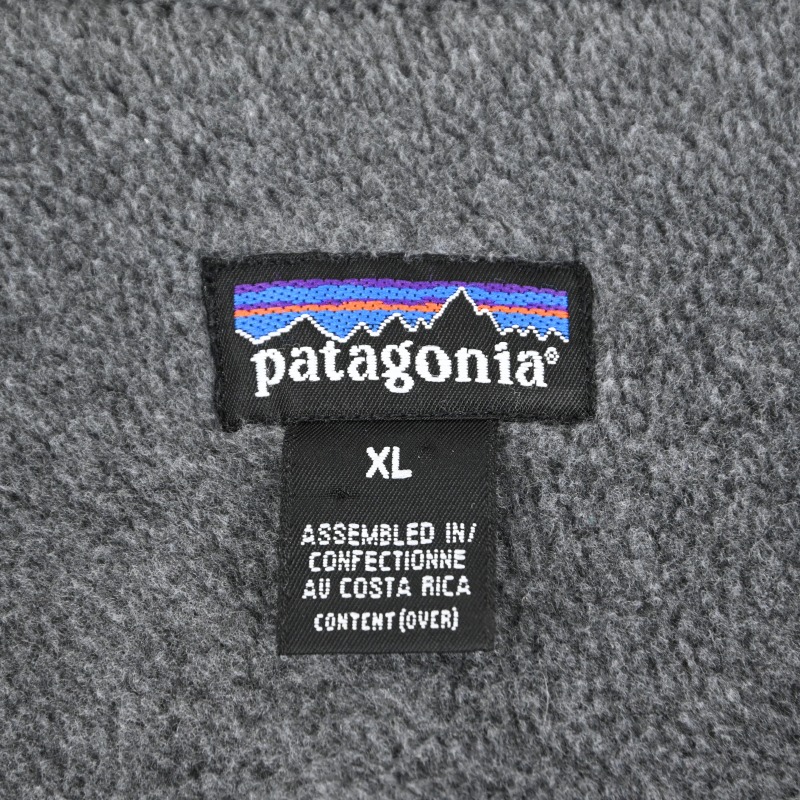 patagonia®
XL
ASSEMBLED IN/
CONFECTIONNE
AU COSTA RICA
CONTENT (OVER)